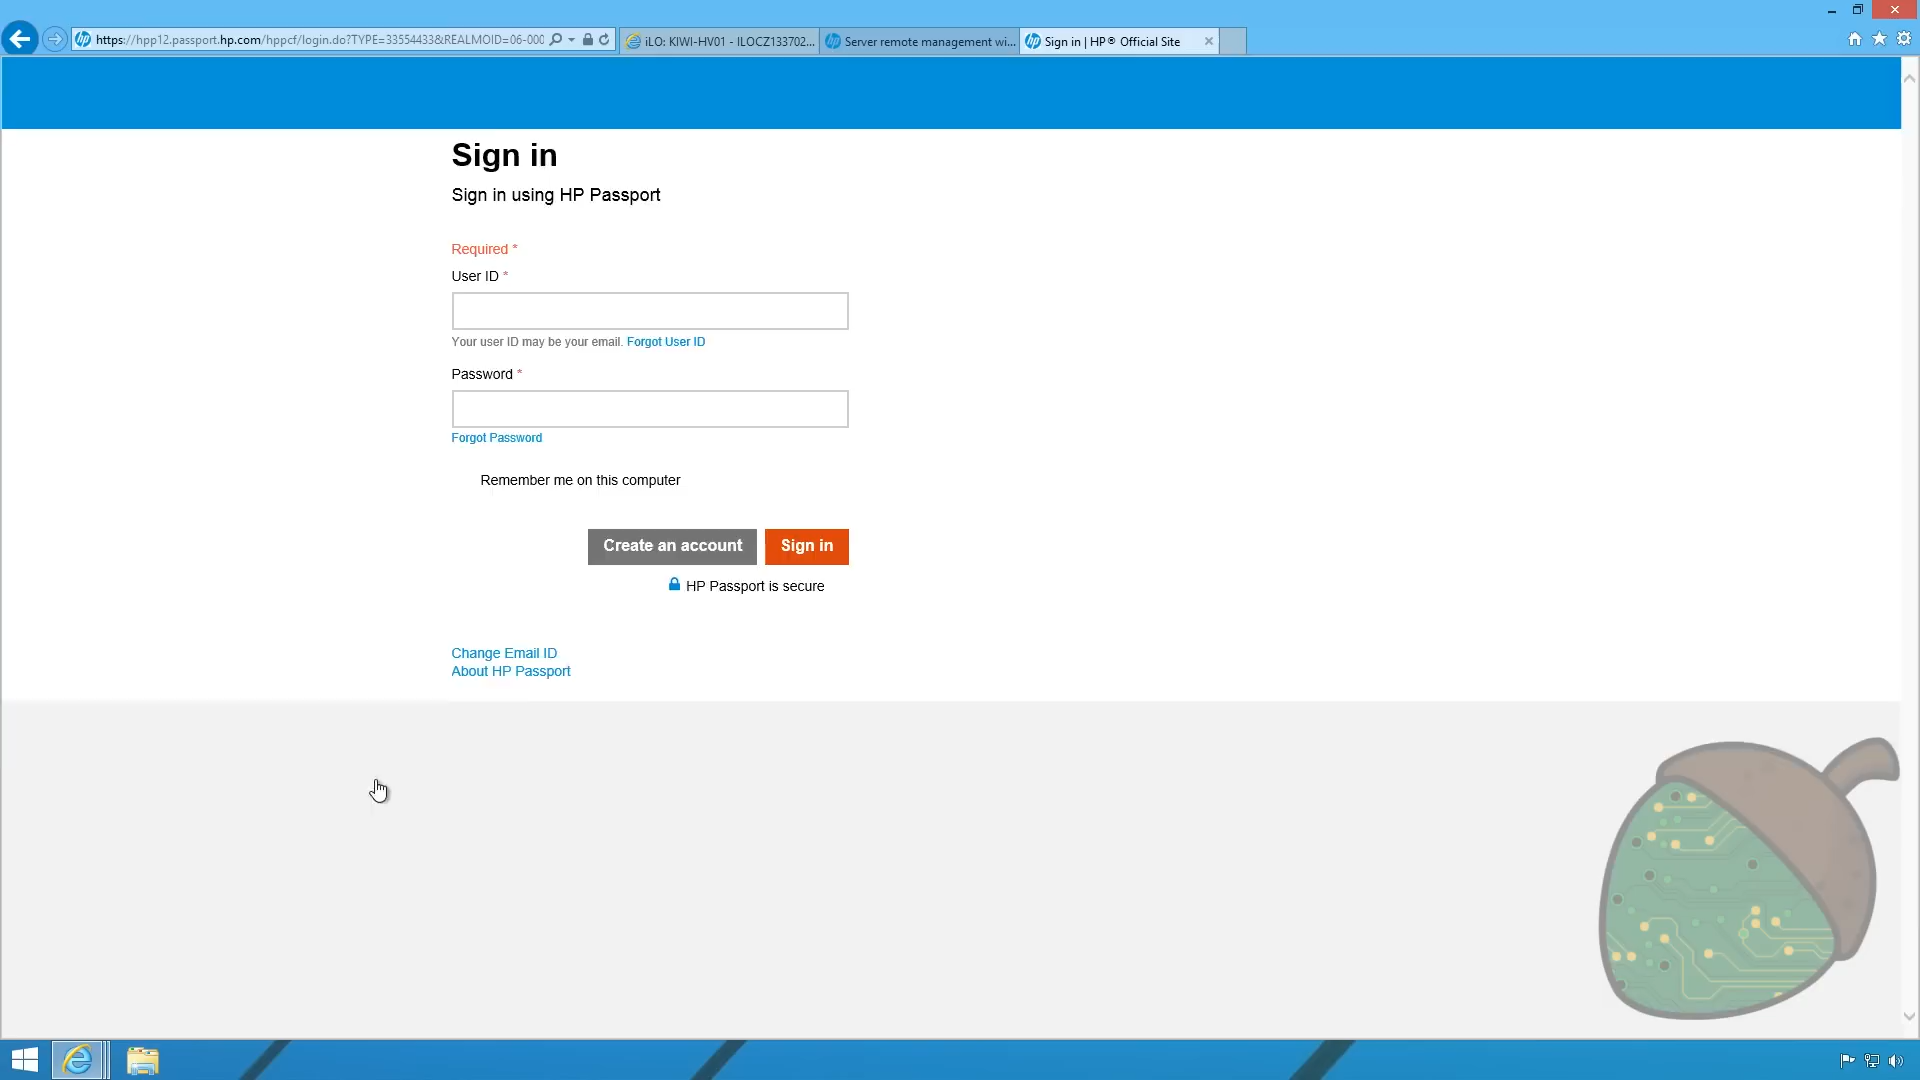 https://hpp12.passport.hp.com/hppcf/login.do?TYPE=33554433&REALMOID=06-000
iLO: KIWI-HV01 - ILOCZ133702...
Server remote management wi...
Sign in | HP® Official Site
Sign in
Sign in using HP Passport
Required *
User ID *
Your user ID may be your email. Forgot User ID
Password *
Forgot Password
Remember me on this computer
Create an account
Sign in
HP Passport is secure
Change Email ID
About HP Passport